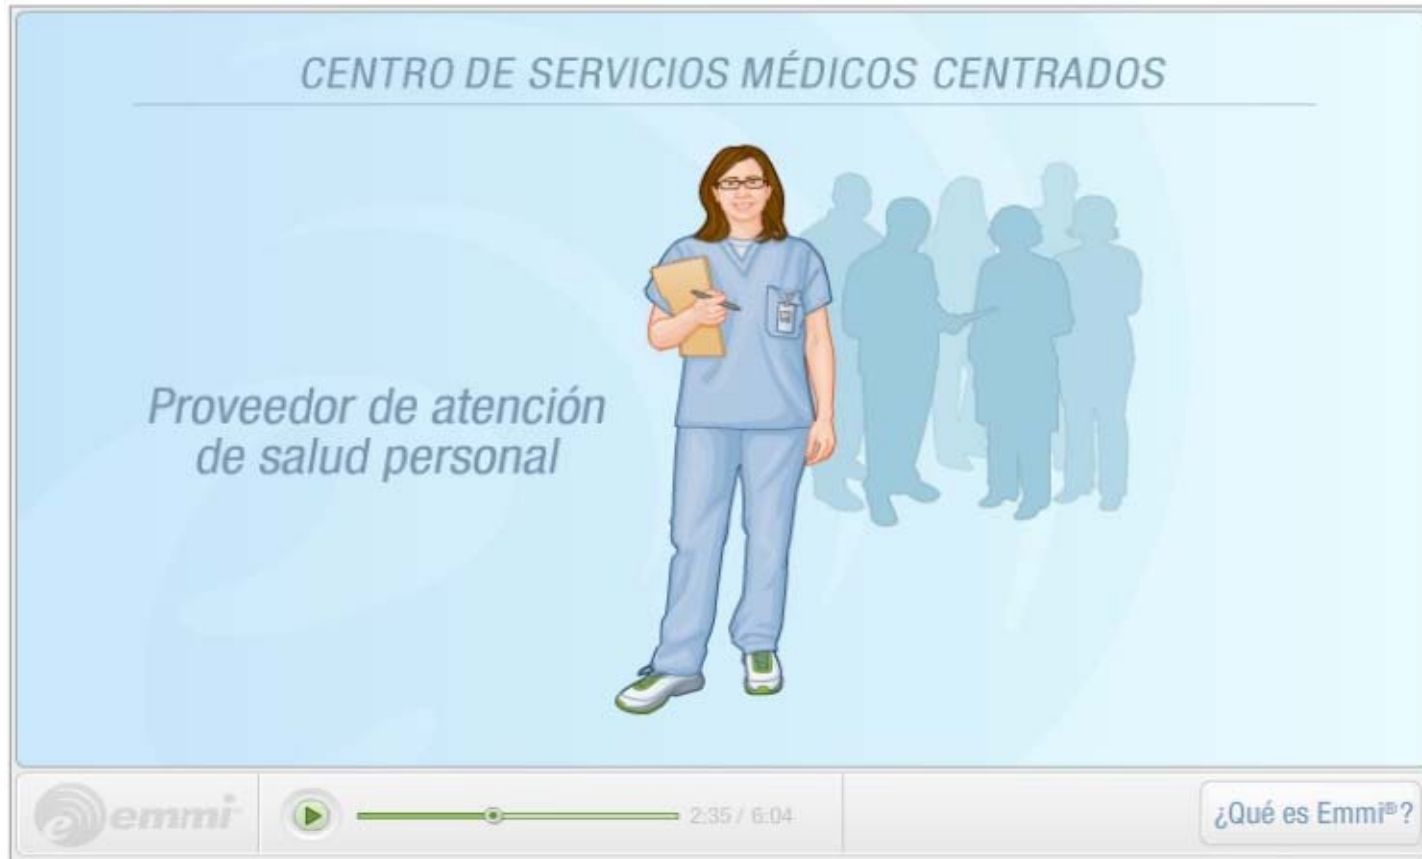 CENTRO DE SERVICIOS MÉDICOS CENTRADOS
Proveedor de atención
de salud personal
emmi
2:35 / 6:04
¿Qué es Emmi®?